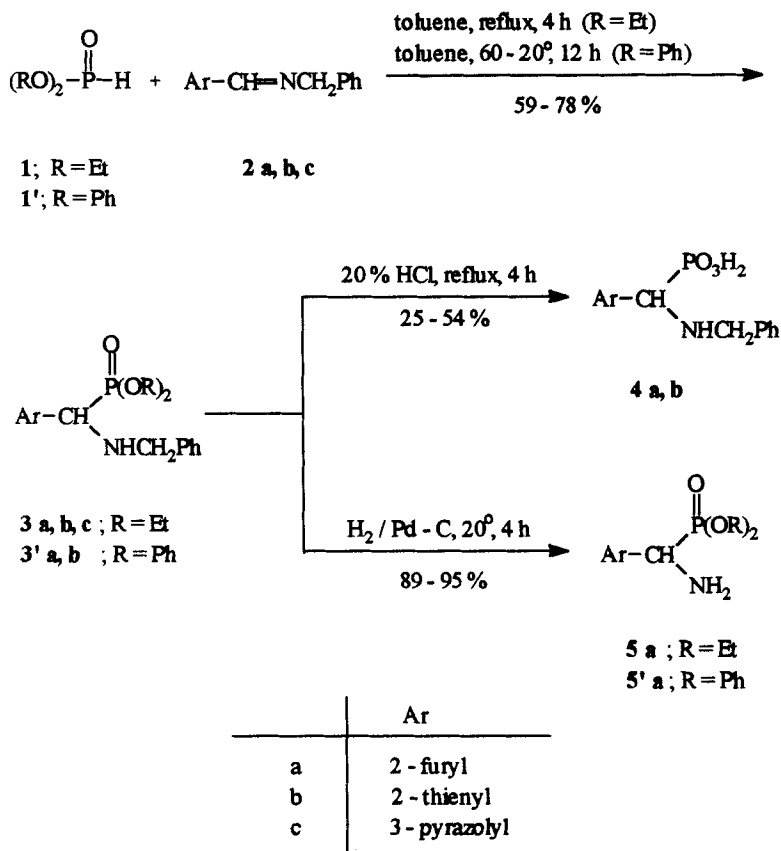 toluene, reflux, 4 h (R=Et)
toluene, 60-20°, 12 h (R=Ph)
59-78 %
O
(RO)₂-P-H + Ar-CH=NCH₂Ph
1; R=Et 2 a, b, c
1'; R=Ph
20% HCl, reflux, 4 h
25-54 %
PO₃H₂
Ar-CH
NHCH₂Ph
4 a, b
O
P(OR)₂
Ar-CH
NHCH₂Ph
3 a, b, c ; R=Et
3' a, b ; R=Ph
H₂ / Pd-C, 20°, 4 h
89-95 %
O
P(OR)₂
Ar-CH
NH₂
5 a ; R=Et
5' a ; R=Ph
Ar
a 2-furyl
b 2-thienyl
c 3-pyrazolyl